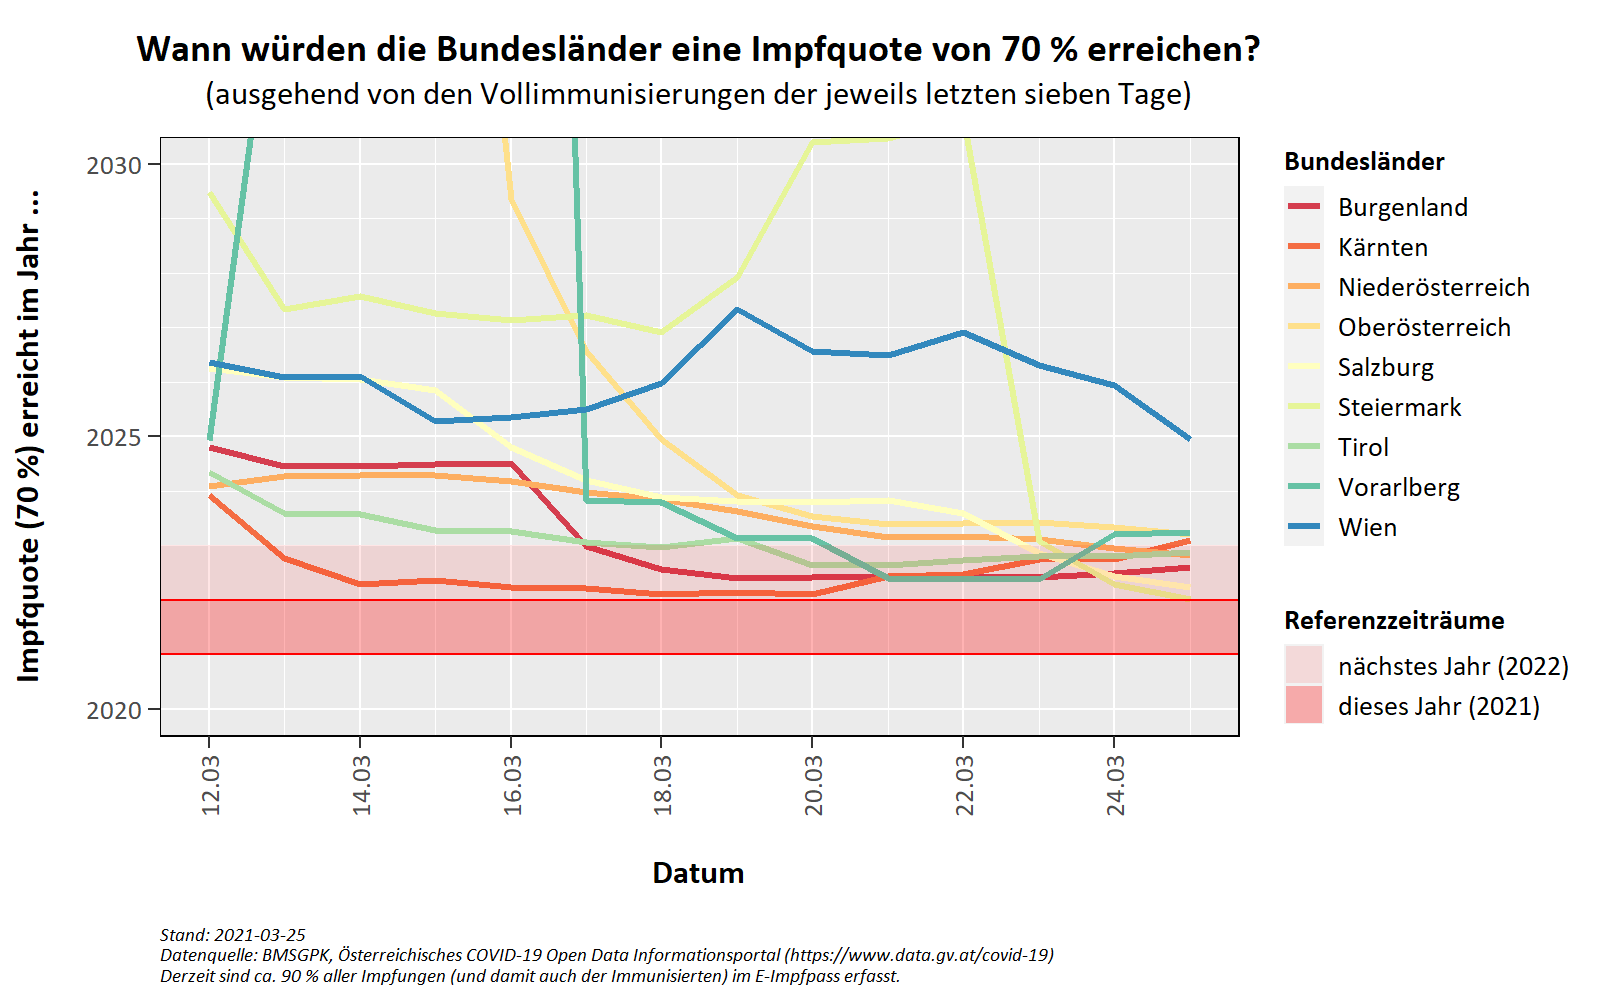 Wann würden die Bundesländer eine Impfquote von 70 % erreichen?
(ausgehend von den Vollimmunisierungen der jeweils letzten sieben Tage)
Impfquote (70 %) erreicht im Jahr ...
2030
2025
2020
12.03
14.03
16.03
18.03
20.03
22.03
24.03
Datum
Bundesländer
Burgenland
Kärnten
Niederösterreich
Oberösterreich
Salzburg
Steiermark
Tirol
Vorarlberg
Wien
Referenzzeiträume
nächstes Jahr (2022)
dieses Jahr (2021)
Stand: 2021-03-25
Datenquelle: BMSGPK, Österreichisches COVID-19 Open Data Informationsportal (https://www.data.gv.at/covid-19)
Derzeit sind ca. 90 % aller Impfungen (und damit auch der Immunisierten) im E-Impfpass erfasst.